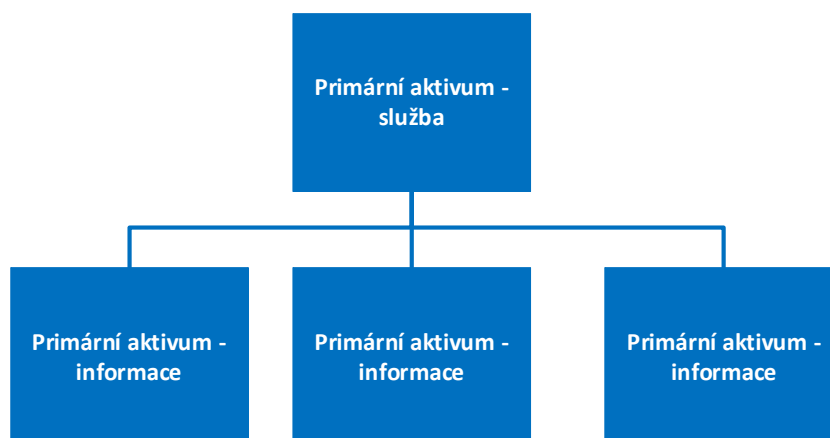 Primární aktivum -
služba
Primární aktivum -
informace
Primární aktivum -
informace
Primární aktivum -
informace